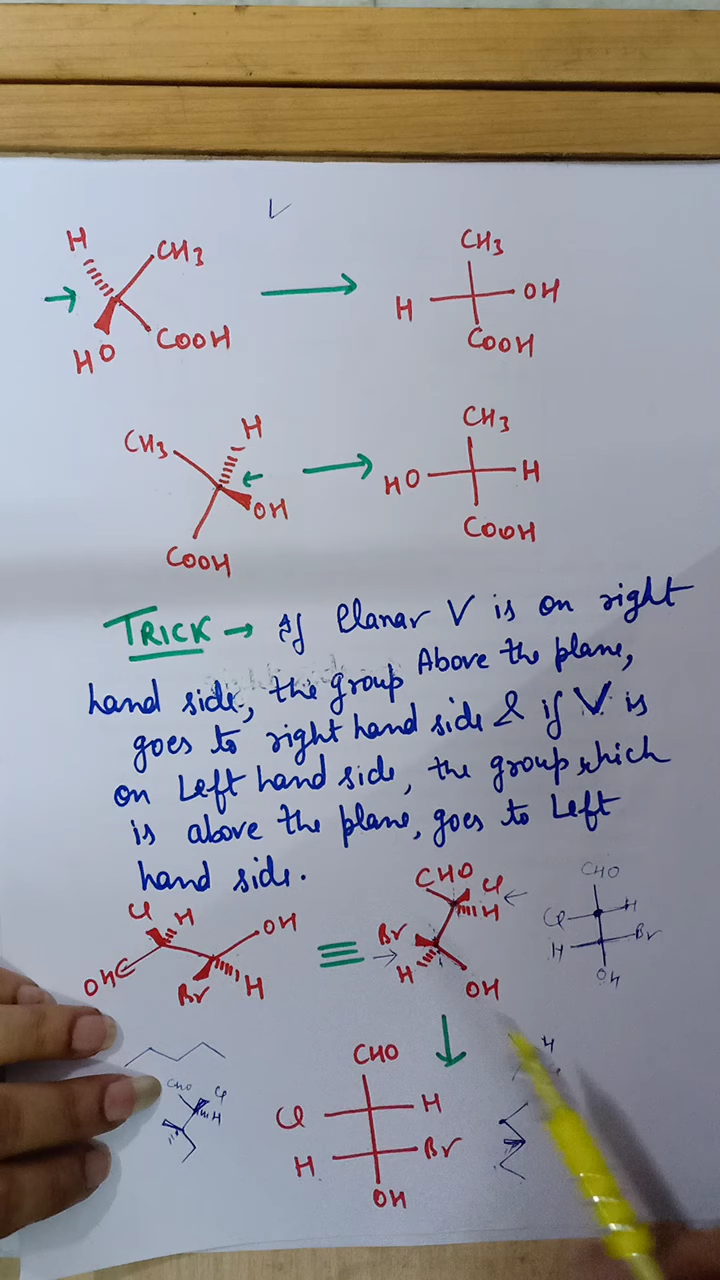 V
H CH3 → CH3
→ H OH
HO COOH COOH
CH3 H → CH3
← HO H
OH
COOH COOH
TRICK → If Planar V is on right
hand side, the group Above the plane,
goes to right hand side & if V is
on Left hand side, the group which
is above the plane, goes to Left
hand side.
CHO Cl CHO
Cl H OH ≡ H ← Cl H
OHC Br H → Br H Br
H OH OH
↓
CHO Cl H CHO
Cl H
H Br
OH